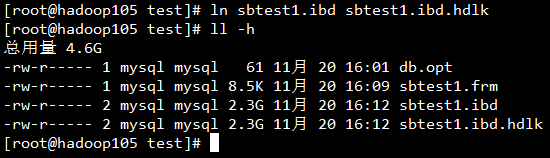 [root@hadoop105 test]# ln sbtest1.ibd sbtest1.ibd.hdlk
[root@hadoop105 test]# ll -h
总用量 4.6G
-rw-r----- 1 mysql mysql   61 11月 20 16:01 db.opt
-rw-r----- 1 mysql mysql 8.5K 11月 20 16:09 sbtest1.frm
-rw-r----- 2 mysql mysql 2.3G 11月 20 16:12 sbtest1.ibd
-rw-r----- 2 mysql mysql 2.3G 11月 20 16:12 sbtest1.ibd.hdlk
[root@hadoop105 test]#